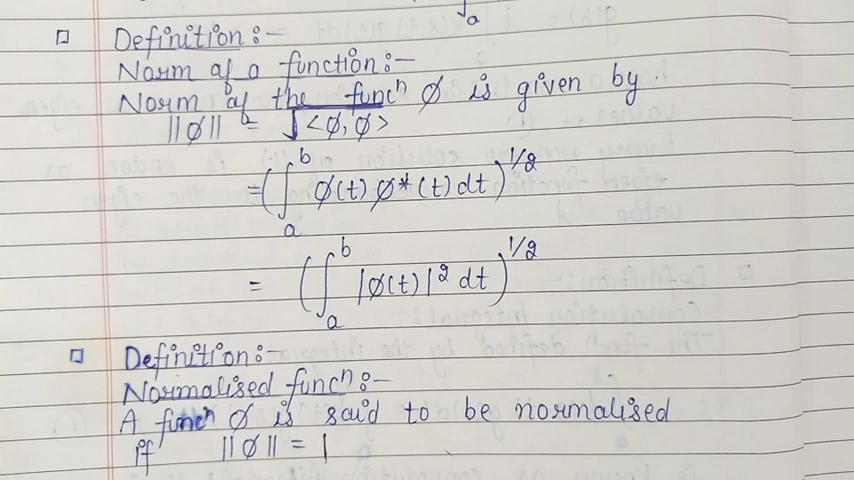 ∫a
□ Definition :-
Norm of a function :-
Norm of the funcⁿ ø is given by.
||ø|| = √<ø, ø>
= (∫ₐᵇ ø(t) ø*(t) dt)^1/2
= (∫ₐᵇ |ø(t)|² dt)^1/2
□ Definition :-
Normalised funcⁿ :-
A funcⁿ ø is said to be normalised
if ||ø|| = 1